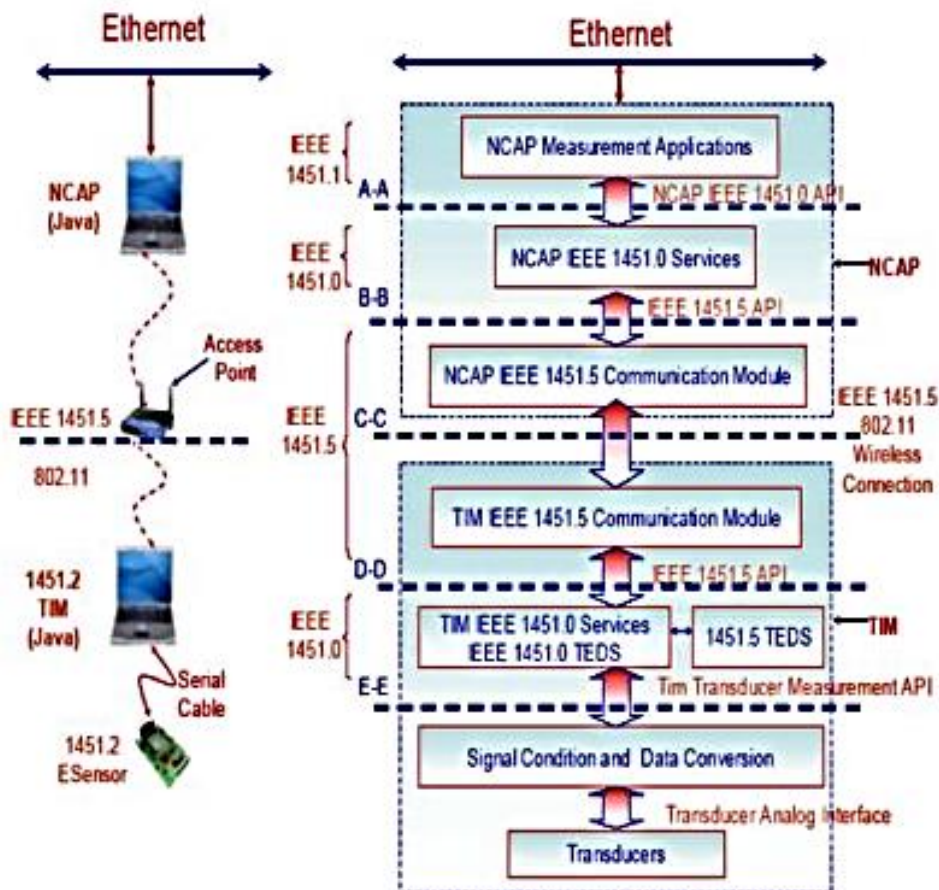 Ethernet
NCAP
(Java)
Access
Point
IEEE 1451.5
802.11
1451.2
TIM
(Java)
Serial
Cable
1451.2
ESensor
Ethernet
IEEE
1451.1
NCAP Measurement Applications
A-A
NCAP IEEE 1451.0 API
IEEE
1451.0
NCAP IEEE 1451.0 Services
NCAP
B-B
IEEE 1451.5 API
NCAP IEEE 1451.5 Communication Module
IEEE
1451.5
C-C
IEEE 1451.5
802.11
Wireless
Connection
TIM IEEE 1451.5 Communication Module
D-D
IEEE 1451.5 API
IEEE
1451.0
TIM IEEE 1451.0 Services
IEEE 1451.0 TEDS
1451.5 TEDS
TIM
E-E
Tim Transducer Measurement API
Signal Condition and Data Conversion
Transducer Analog Interface
Transducers